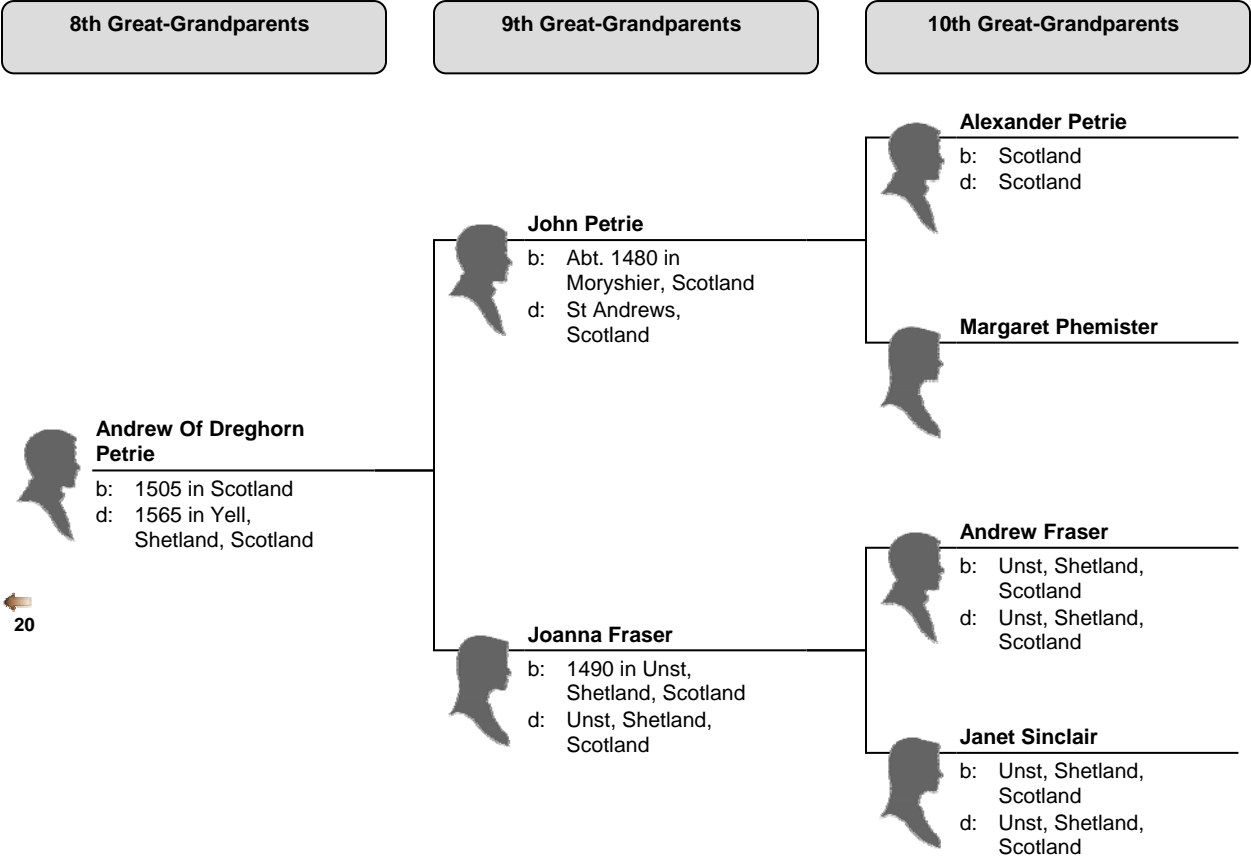 8th Great-Grandparents
9th Great-Grandparents
10th Great-Grandparents
Alexander Petrie
b: Scotland
d: Scotland
John Petrie
b: Abt. 1480 in
Moryshier, Scotland
d: St Andrews,
Scotland
Margaret Phemister
Andrew Of Dreghorn
Petrie
b: 1505 in Scotland
d: 1565 in Yell,
Shetland, Scotland
20
Andrew Fraser
b: Unst, Shetland,
Scotland
d: Unst, Shetland,
Scotland
Joanna Fraser
b: 1490 in Unst,
Shetland, Scotland
d: Unst, Shetland,
Scotland
Janet Sinclair
b: Unst, Shetland,
Scotland
d: Unst, Shetland,
Scotland